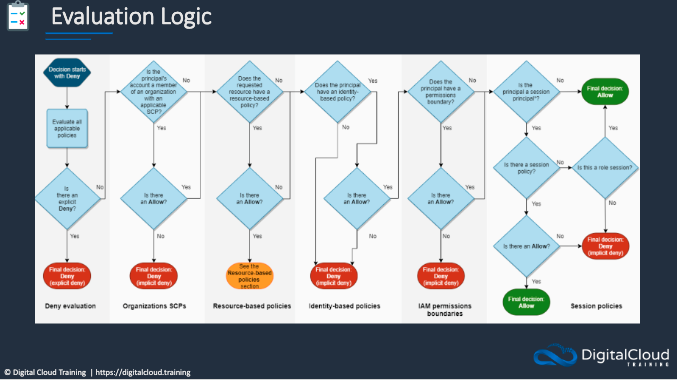 Evaluation Logic
Decision starts
with Deny
Evaluate all
applicable
policies
Is
there an
explicit
Deny?
No
Yes
Final decision:
Deny
(explicit deny)
Deny evaluation
Is the
principal's
account a member
of an organization
with an
applicable
SCP?
No
Yes
Is there
an Allow?
Yes
No
Final decision:
Deny
(implicit deny)
Organizations SCPs
Does the
requested
resource have a
resource-based
policy?
No
Yes
Is there
an Allow?
No
Yes
See the
Resource-based
policies
section
Resource-based policies
Does the principal
have an identity-
based policy?
Yes
No
Is there
an Allow?
Yes
No
Final decision:
Deny
(implicit deny)
Identity-based policies
Does the
principal have a
permissions
boundary?
No
Yes
Is there
an Allow?
Yes
No
Final decision:
Deny
(implicit deny)
IAM permissions
boundaries
Is the
principal a session
principal*?
No
Yes
Final decision:
Allow
Is there a session
policy?
No
Yes
Is this a role session?
Yes
No
Is there an Allow?
No
Yes
Final decision:
Deny
(implicit deny)
Final decision:
Allow
Session policies
© Digital Cloud Training | https://digitalcloud.training
DigitalCloud
TRAINING